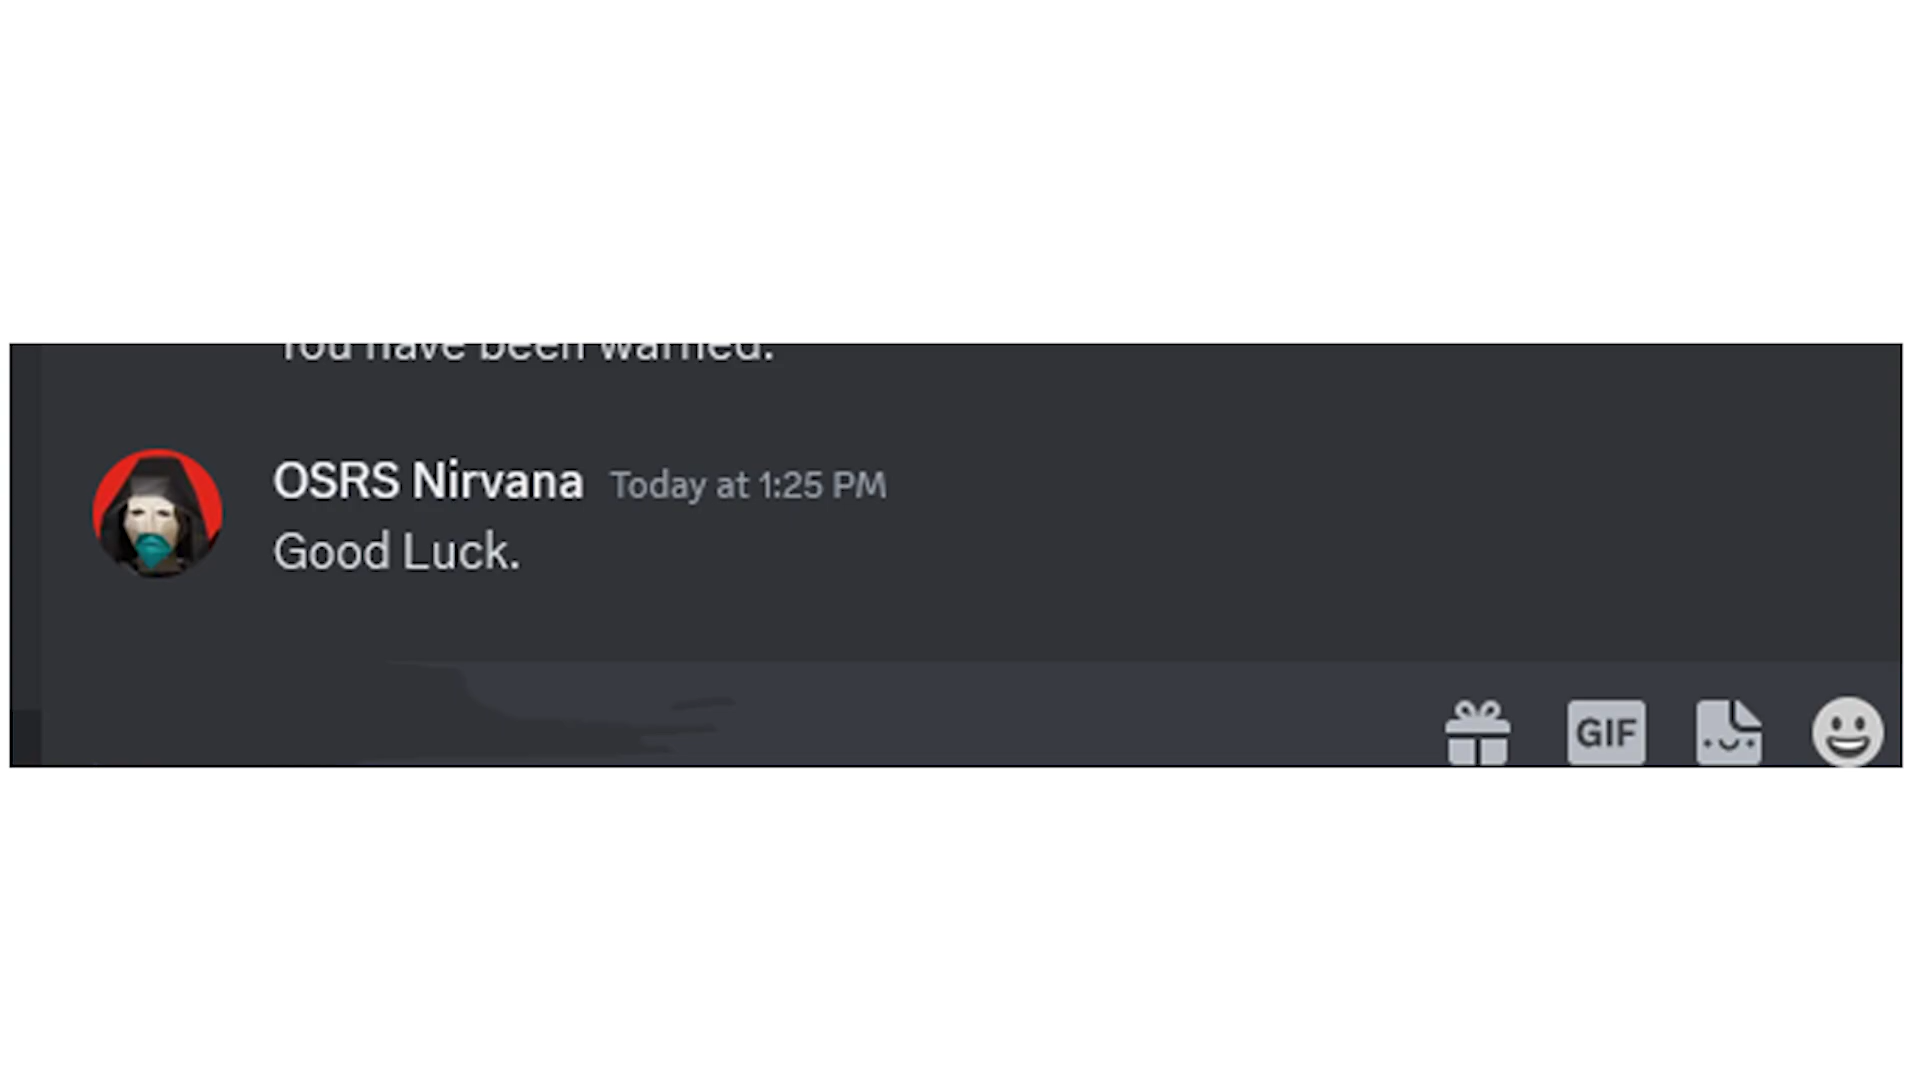 You have been warned.
OSRS Nirvana Today at 1:25 PM
Good Luck.
GIF